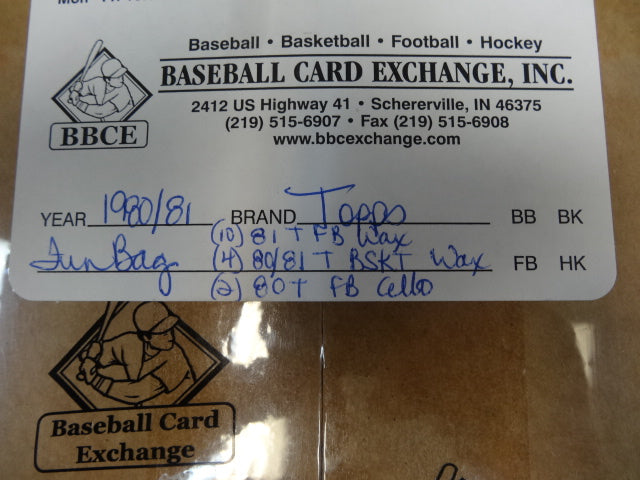 Baseball • Basketball • Football • Hockey
BASEBALL CARD EXCHANGE, INC.
2412 US Highway 41 • Schererville, IN 46375
(219) 515-6907 • Fax (219) 515-6908
www.bbcexchange.com
BBCE
YEAR 1980/81 BRAND Topps BB BK
(10) 81 T FB Wax
Fun Bag (4) 80/81 T BSKT Wax FB HK
(2) 80 T FB Cello
Baseball Card
Exchange